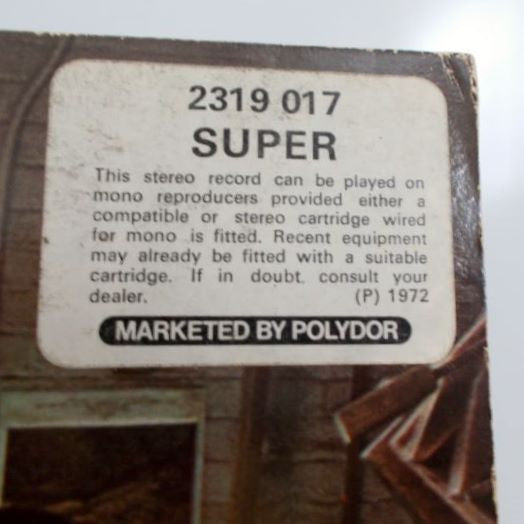 2319 017
SUPER
This stereo record can be played on
mono reproducers provided either a
compatible or stereo cartridge wired
for mono is fitted. Recent equipment
may already be fitted with a suitable
cartridge. If in doubt. consult your
dealer. (P) 1972
MARKETED BY POLYDOR